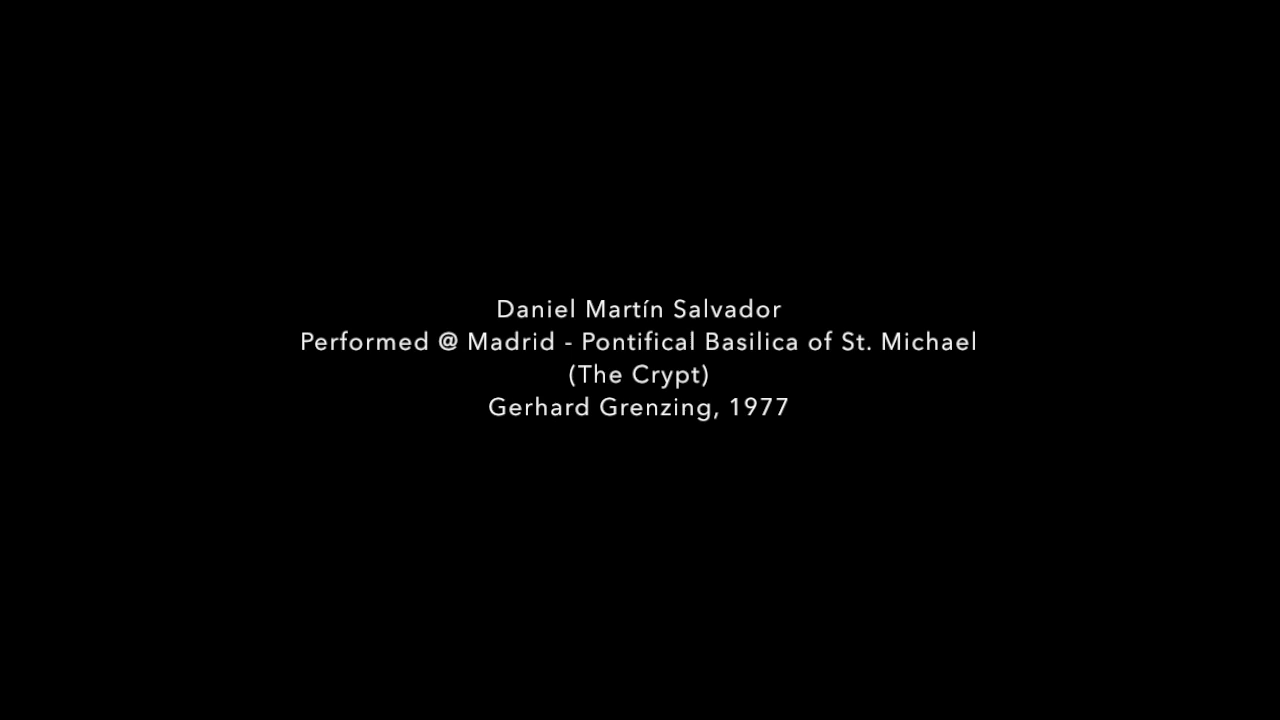 Daniel Martín Salvador
Performed @ Madrid - Pontifical Basilica of St. Michael
(The Crypt)
Gerhard Grenzing, 1977